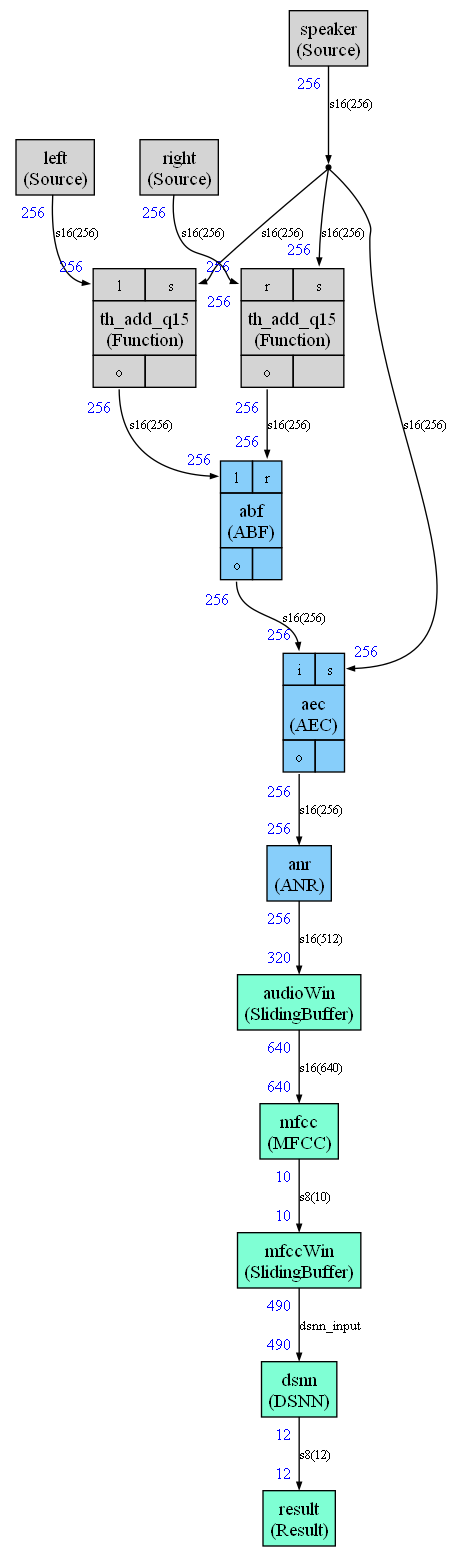 speaker
(Source)
256
s16(256)
left
(Source)
right
(Source)
256
s16(256)
256
s16(256)
s16(256)
256
s16(256)
256
256
256
l
s
th_add_q15
(Function)
o
r
s
th_add_q15
(Function)
o
s16(256)
256
s16(256)
256
s16(256)
256
256
l
r
abf
(ABF)
o
256
s16(256)
256
256
i
s
aec
(AEC)
o
256
s16(256)
256
anr
(ANR)
256
s16(512)
320
audioWin
(SlidingBuffer)
640
s16(640)
640
mfcc
(MFCC)
10
s8(10)
10
mfccWin
(SlidingBuffer)
490
dsnn_input
490
dsnn
(DSNN)
12
s8(12)
12
result
(Result)